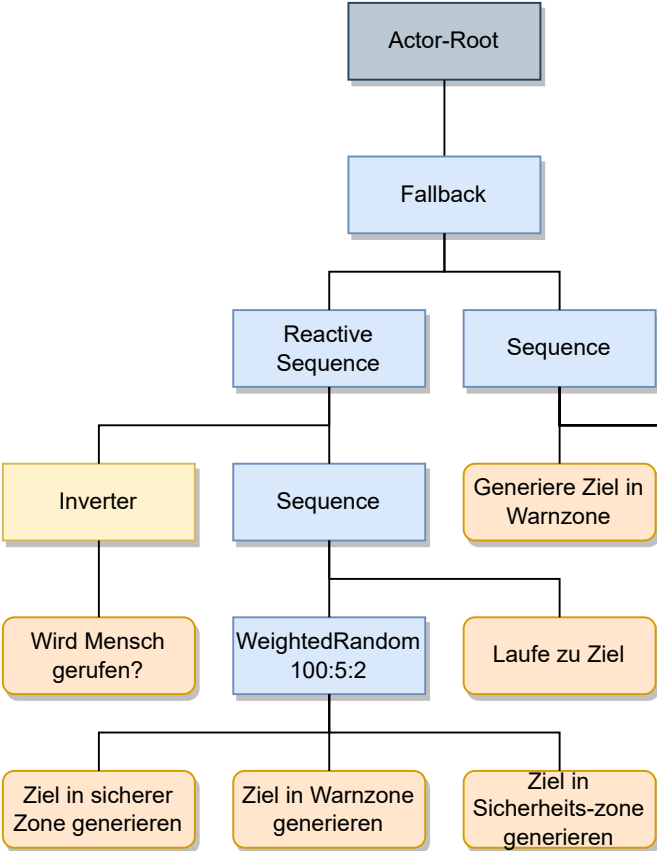 Actor-Root
Fallback
Reactive
Sequence
Sequence
Inverter
Sequence
Generiere Ziel in
Warnzone
Wird Mensch
gerufen?
WeightedRandom
100:5:2
Laufe zu Ziel
Ziel in sicherer
Zone generieren
Ziel in Warnzone
generieren
Ziel in
Sicherheits-zone
generieren